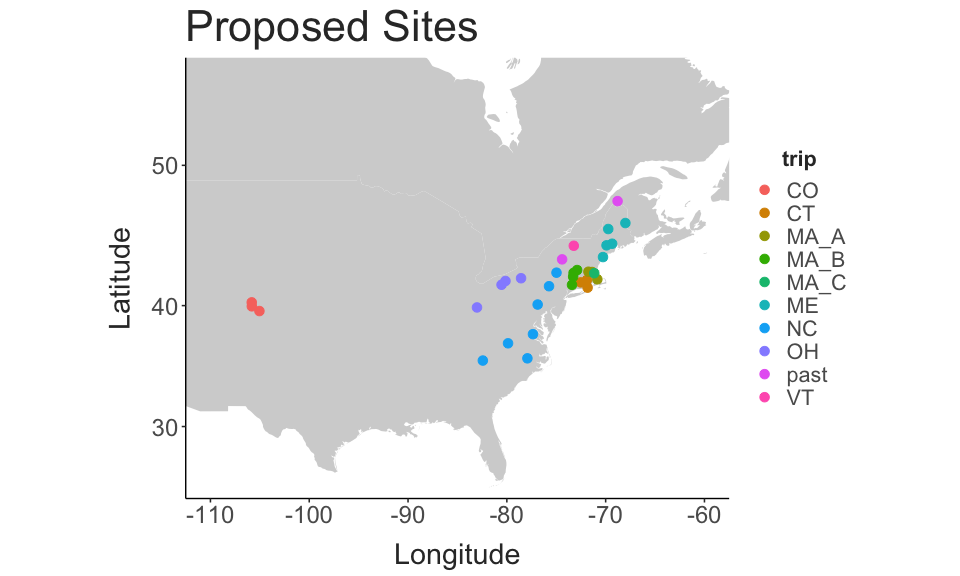 Proposed Sites
50
40
30
Latitude
-110 -100 -90 -80 -70 -60
Longitude
trip
CO
CT
MA_A
MA_B
MA_C
ME
NC
OH
past
VT